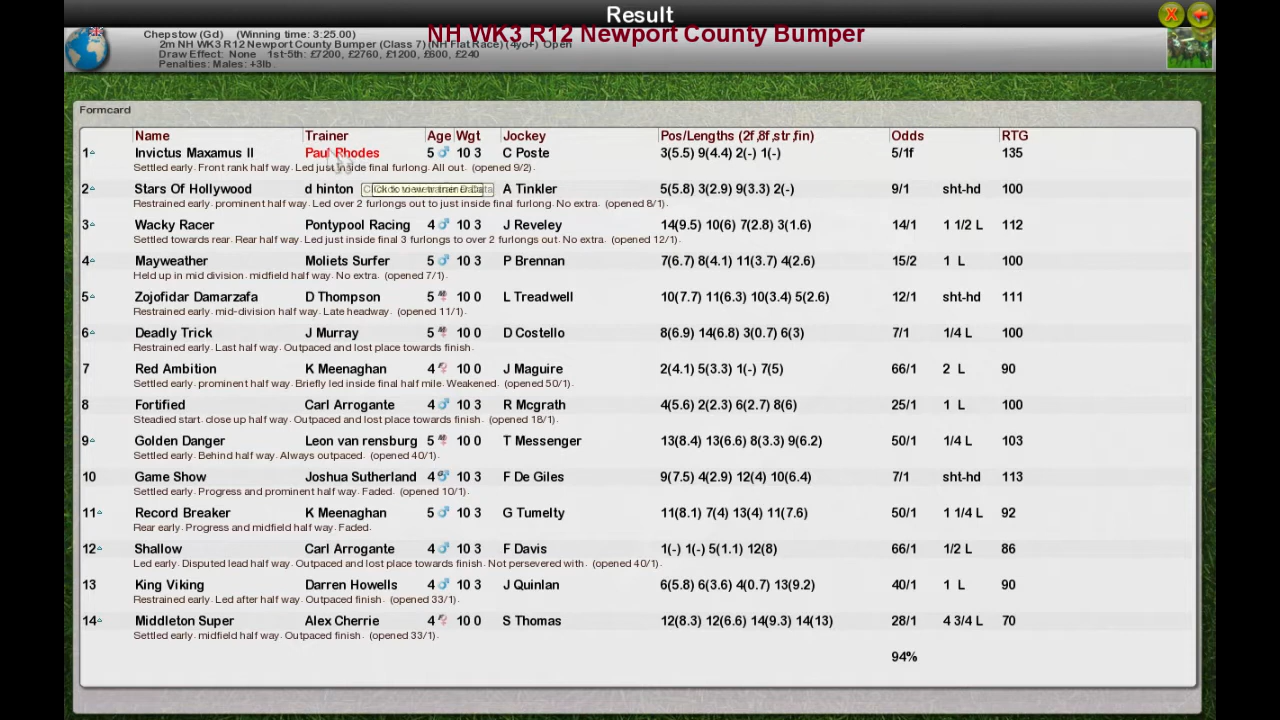 Result
NH WK3 R12 Newport County Bumper
Chepstow (Gd) (Winning time: 3:25.00)
2m NH WK3 R12 Newport County Bumper (Class 7) (NH Flat Race) (4yo+) Open
Draw Effect: None 1st-5th: £7200, £2760, £1200, £600, £240
Penalties: Males: +3lb
Formcard
Name Trainer Age Wgt Jockey Pos/Lengths (2f,8f,str,fin) Odds RTG
1 Invictus Maxamus II Paul Rhodes 5 10 3 C Poste 3(5.5) 9(4.4) 2(-) 1(-) 5/1f 135
Settled early. Front rank half way. Led just inside final furlong. All out. (opened 9/2).
2 Stars Of Hollywood d hinton A Tinkler 5(5.8) 3(2.9) 9(3.3) 2(-) 9/1 sht-hd 100
Restrained early. prominent half way. Led over 2 furlongs out to just inside final furlong. No extra. (opened 8/1).
3 Wacky Racer Pontypool Racing 4 10 3 J Reveley 14(9.5) 10(6) 7(2.8) 3(1.6) 14/1 1 1/2 L 112
Settled towards rear. Rear half way. Led just inside final 3 furlongs to over 2 furlongs out. No extra. (opened 12/1).
4 Mayweather Moliets Surfer 5 10 3 P Brennan 7(6.7) 8(4.1) 11(3.7) 4(2.6) 15/2 1 L 100
Held up in mid division. midfield half way. No extra. (opened 7/1).
5 Zojofidar Damarzafa D Thompson 5 10 0 L Treadwell 10(7.7) 11(6.3) 10(3.4) 5(2.6) 12/1 sht-hd 111
Restrained early. mid-division half way. Late headway. (opened 11/1).
6 Deadly Trick J Murray 5 10 0 D Costello 8(6.9) 14(6.8) 3(0.7) 6(3) 7/1 1/4 L 100
Restrained early. Last half way. Outpaced and lost place towards finish.
7 Red Ambition K Meenaghan 4 10 0 J Maguire 2(4.1) 5(3.3) 1(-) 7(5) 66/1 2 L 90
Settled early. prominent half way. Briefly led inside final half mile. Weakened. (opened 50/1).
8 Fortified Carl Arrogante 4 10 3 R Mcgrath 4(5.6) 2(2.3) 6(2.7) 8(6) 25/1 1 L 100
Steadied start. close up half way. Outpaced and lost place towards finish. (opened 18/1).
9 Golden Danger Leon van rensburg 5 10 0 T Messenger 13(8.4) 13(6.6) 8(3.3) 9(6.2) 50/1 1/4 L 103
Settled early. Behind half way. Always outpaced. (opened 40/1).
10 Game Show Joshua Sutherland 4 10 3 F De Giles 9(7.5) 4(2.9) 12(4) 10(6.4) 7/1 sht-hd 113
Settled early. Progress and prominent half way. Faded. (opened 10/1).
11 Record Breaker K Meenaghan 5 10 3 G Tumelty 11(8.1) 7(4) 13(4) 11(7.6) 50/1 1 1/4 L 92
Rear early. Progress and midfield half way. Faded.
12 Shallow Carl Arrogante 4 10 3 F Davis 1(-) 1(-) 5(1.1) 12(8) 66/1 1/2 L 86
Led early. Disputed lead half way. Outpaced and lost place towards finish. Not persevered with. (opened 40/1).
13 King Viking Darren Howells 4 10 3 J Quinlan 6(5.8) 6(3.6) 4(0.7) 13(9.2) 40/1 1 L 90
Restrained early. Led after half way. Outpaced finish. (opened 33/1).
14 Middleton Super Alex Cherrie 4 10 0 S Thomas 12(8.3) 12(6.6) 14(9.3) 14(13) 28/1 4 3/4 L 70
Settled early. midfield half way. Outpaced finish. (opened 33/1).
94%